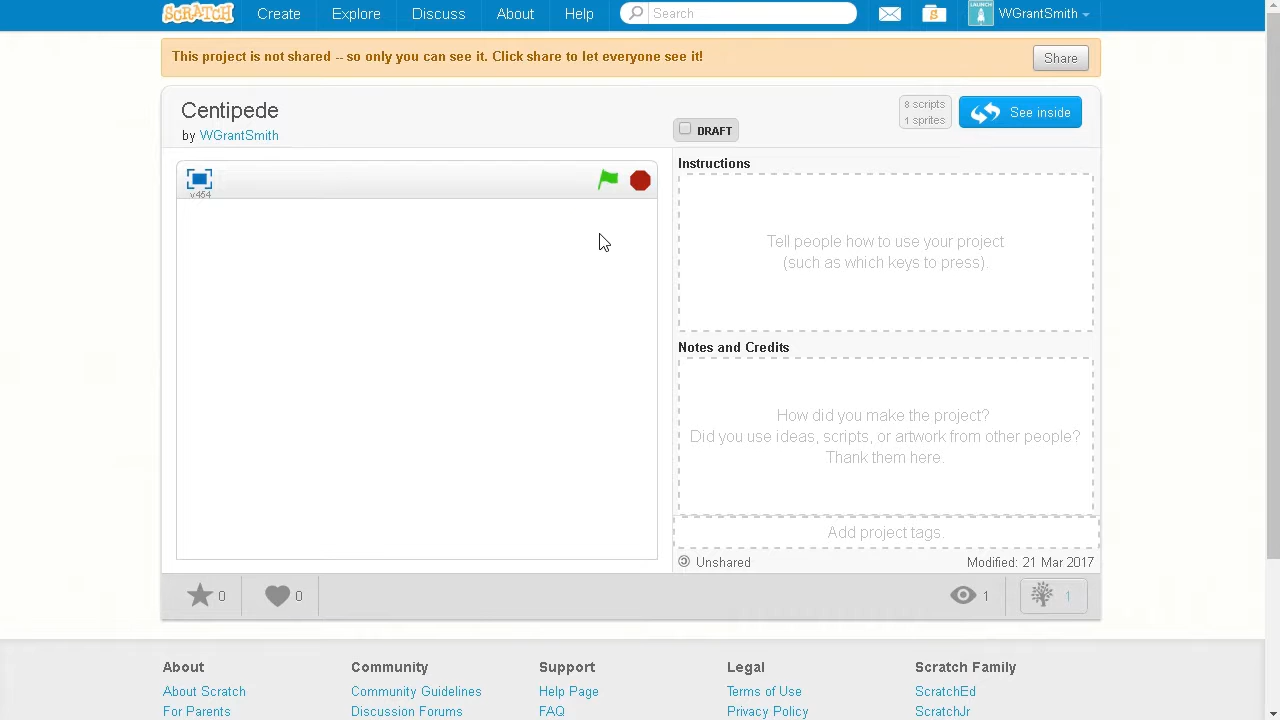 SCRATCH Create Explore Discuss About Help Search WGrantSmith
This project is not shared -- so only you can see it. Click share to let everyone see it! Share
Centipede
by WGrantSmith
DRAFT
8 scripts
1 sprites
See inside
v454
Instructions
Tell people how to use your project
(such as which keys to press).
Notes and Credits
How did you make the project?
Did you use ideas, scripts, or artwork from other people?
Thank them here.
Add project tags.
Unshared Modified: 21 Mar 2017
0 0 1 1
About Community Support Legal Scratch Family
About Scratch Community Guidelines Help Page Terms of Use ScratchEd
For Parents Discussion Forums FAQ Privacy Policy ScratchJr